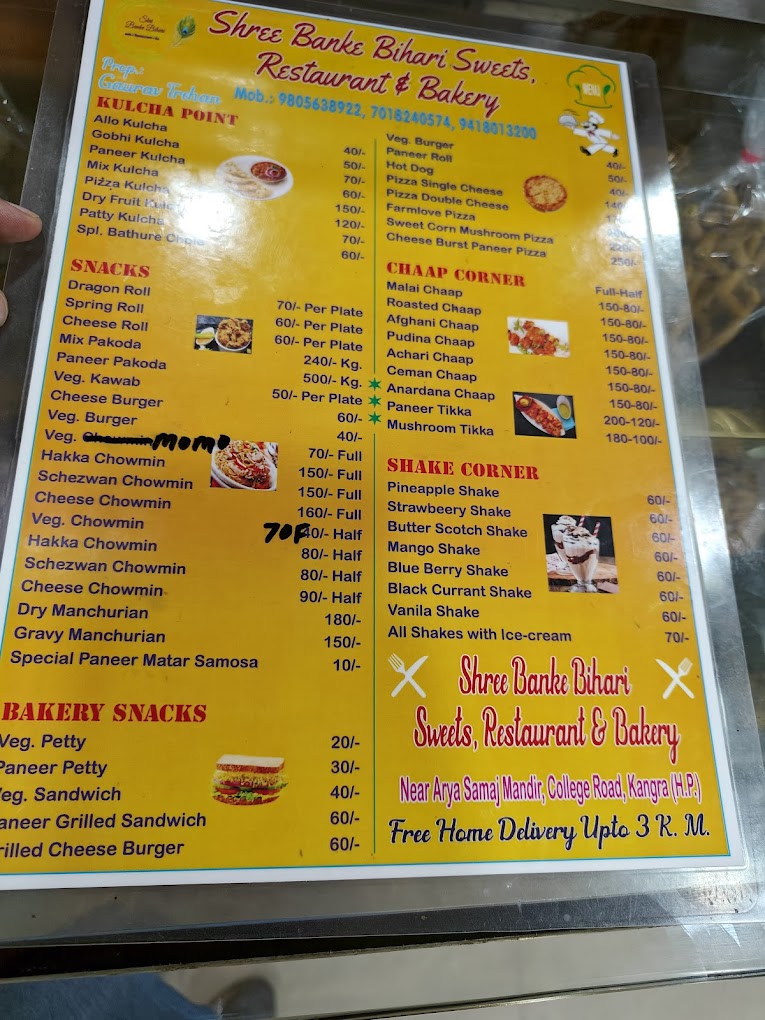 Shree Banke Bihari
Shree Banke Bihari Sweets,
Restaurant & Bakery
MENU
Prop.:
Gaurav Trehan
Mob.: 9805638922, 7018240574, 9418013200
KULCHA POINT
Allo Kulcha 40/-
Gobhi Kulcha 50/-
Paneer Kulcha 70/-
Mix Kulcha 60/-
Pizza Kulcha 150/-
Dry Fruit Kulcha 120/-
Patty Kulcha 70/-
Spl. Bathure Chole 60/-
SNACKS
Dragon Roll 70/- Per Plate
Spring Roll 60/- Per Plate
Cheese Roll 60/- Per Plate
Mix Pakoda 240/- Kg.
Paneer Pakoda 500/- Kg.
Veg. Kawab 50/- Per Plate
Cheese Burger 60/-
Veg. Burger 40/-
Veg. Chowmin MOMO 70/- Full
Hakka Chowmin 150/- Full
Schezwan Chowmin 150/- Full
Cheese Chowmin 160/- Full
Veg. Chowmin 70F 40/- Half
Hakka Chowmin 80/- Half
Schezwan Chowmin 80/- Half
Cheese Chowmin 90/- Half
Dry Manchurian 180/-
Gravy Manchurian 150/-
Special Paneer Matar Samosa 10/-
BAKERY SNACKS
Veg. Petty 20/-
Paneer Petty 30/-
Veg. Sandwich 40/-
aneer Grilled Sandwich 60/-
rilled Cheese Burger 60/-
Veg. Burger 40/-
Paneer Roll 50/-
Hot Dog 40/-
Pizza Single Cheese 140/-
Pizza Double Cheese
Farmlove Pizza
Sweet Corn Mushroom Pizza 220/-
Cheese Burst Paneer Pizza 250/-
CHAAP CORNER Full-Half
Malai Chaap 150-80/-
Roasted Chaap 150-80/-
Afghani Chaap 150-80/-
Pudina Chaap 150-80/-
Achari Chaap 150-80/-
Ceman Chaap 150-80/-
Anardana Chaap 150-80/-
Paneer Tikka 200-120/-
Mushroom Tikka 180-100/-
SHAKE CORNER
Pineapple Shake 60/-
Strawbeery Shake 60/-
Butter Scotch Shake 60/-
Mango Shake 60/-
Blue Berry Shake 60/-
Black Currant Shake 60/-
Vanila Shake 60/-
All Shakes with Ice-cream 70/-
Shree Banke Bihari
Sweets, Restaurant & Bakery
Near Arya Samaj Mandir, College Road, Kangra (H.P.)
Free Home Delivery Upto 3 K. M.